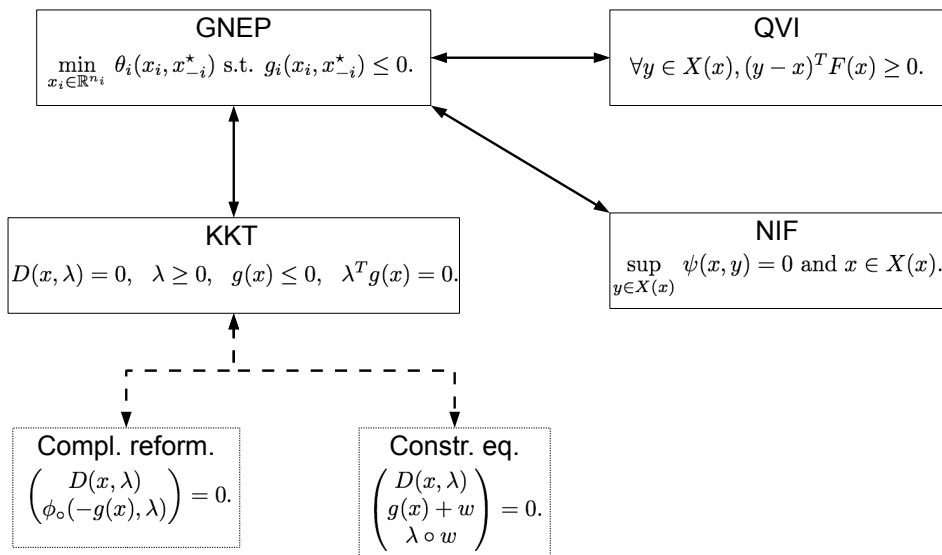 GNEP
min θ_i(x_i, x^⋆_{−i}) s.t. g_i(x_i, x^⋆_{−i}) ≤ 0.
x_i∈ℝ^{n_i}
QVI
∀y ∈ X(x), (y − x)^T F(x) ≥ 0.
KKT
D(x, λ) = 0, λ ≥ 0, g(x) ≤ 0, λ^T g(x) = 0.
NIF
sup ψ(x, y) = 0 and x ∈ X(x).
y∈X(x)
Compl. reform.
D(x, λ)
ϕ_∘(−g(x), λ)
= 0.
Constr. eq.
D(x, λ)
g(x) + w
= 0.
λ ∘ w